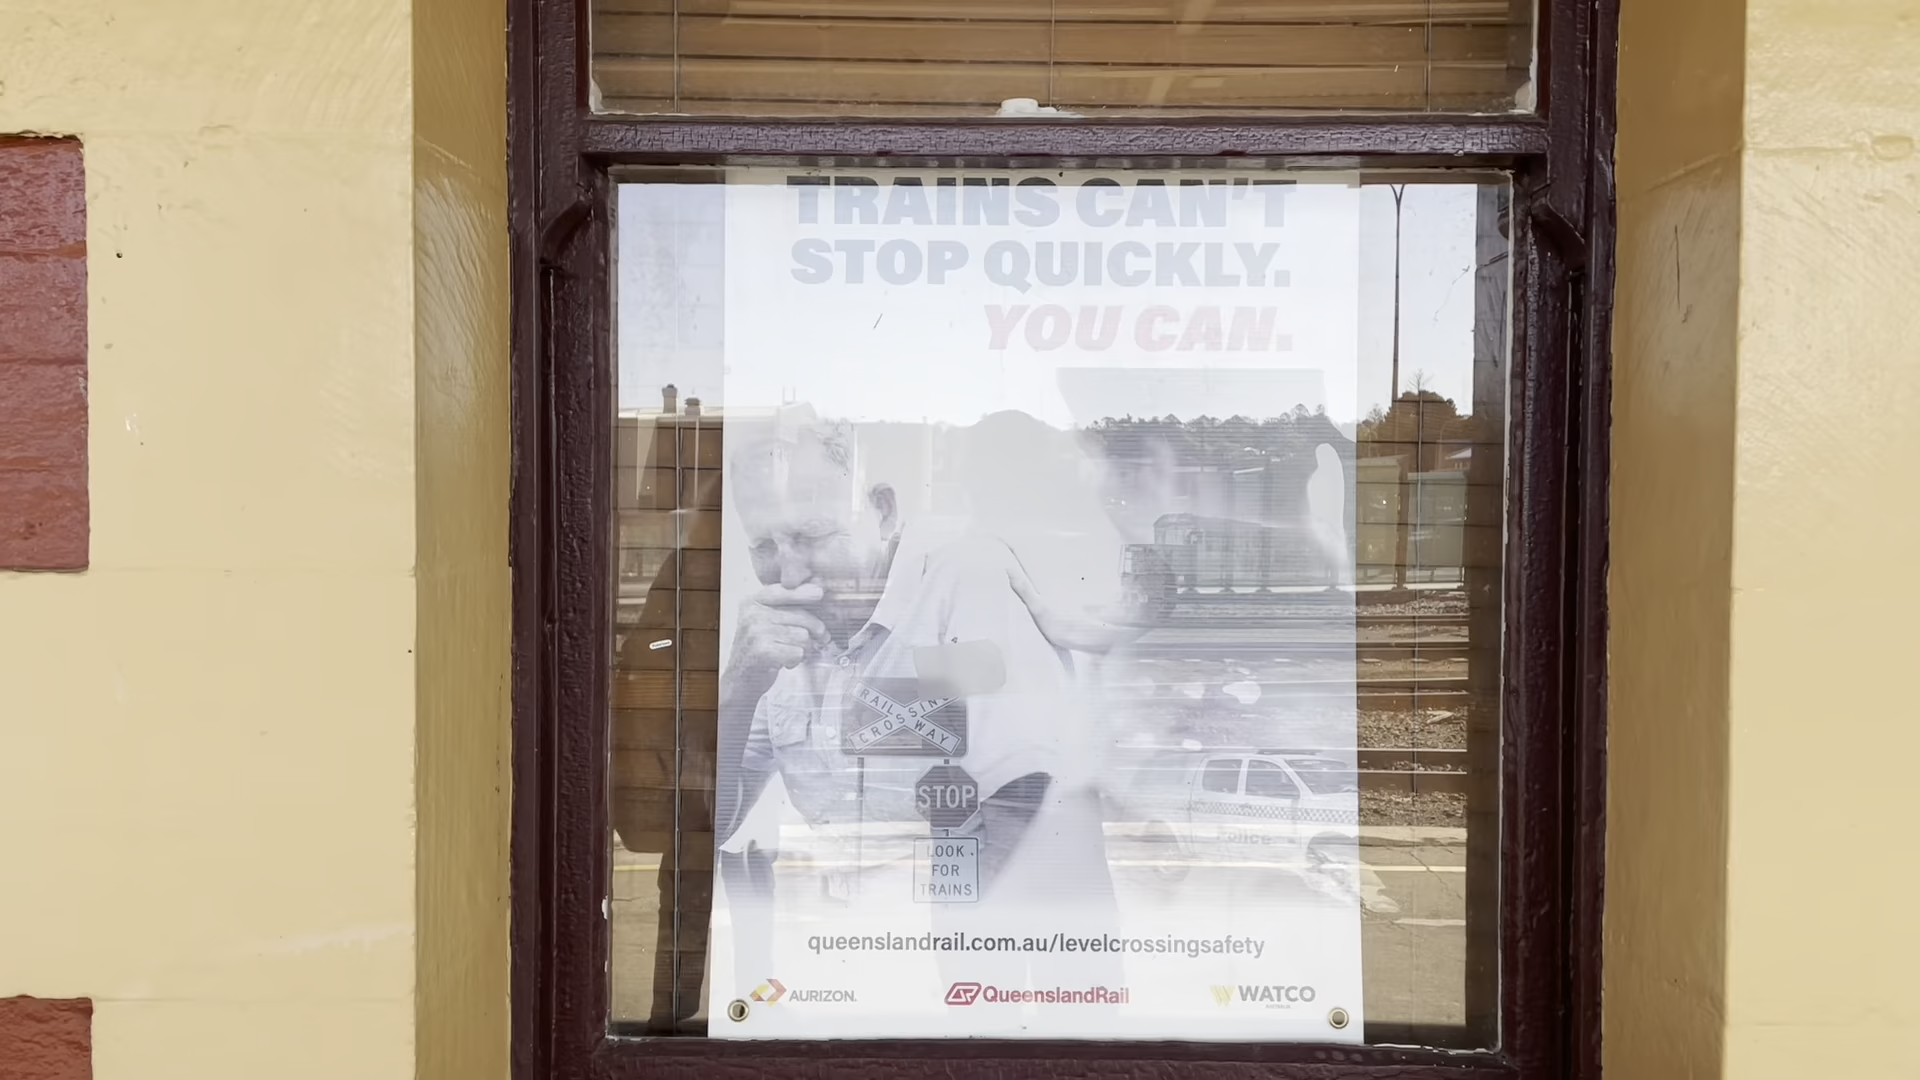 TRAINS CAN'T
STOP QUICKLY.
YOU CAN.
RAILWAY
CROSSING
STOP
LOOK
FOR
TRAINS
Police
queenslandrail.com.au/levelcrossingsafety
AURIZON.
QueenslandRail
WATCO